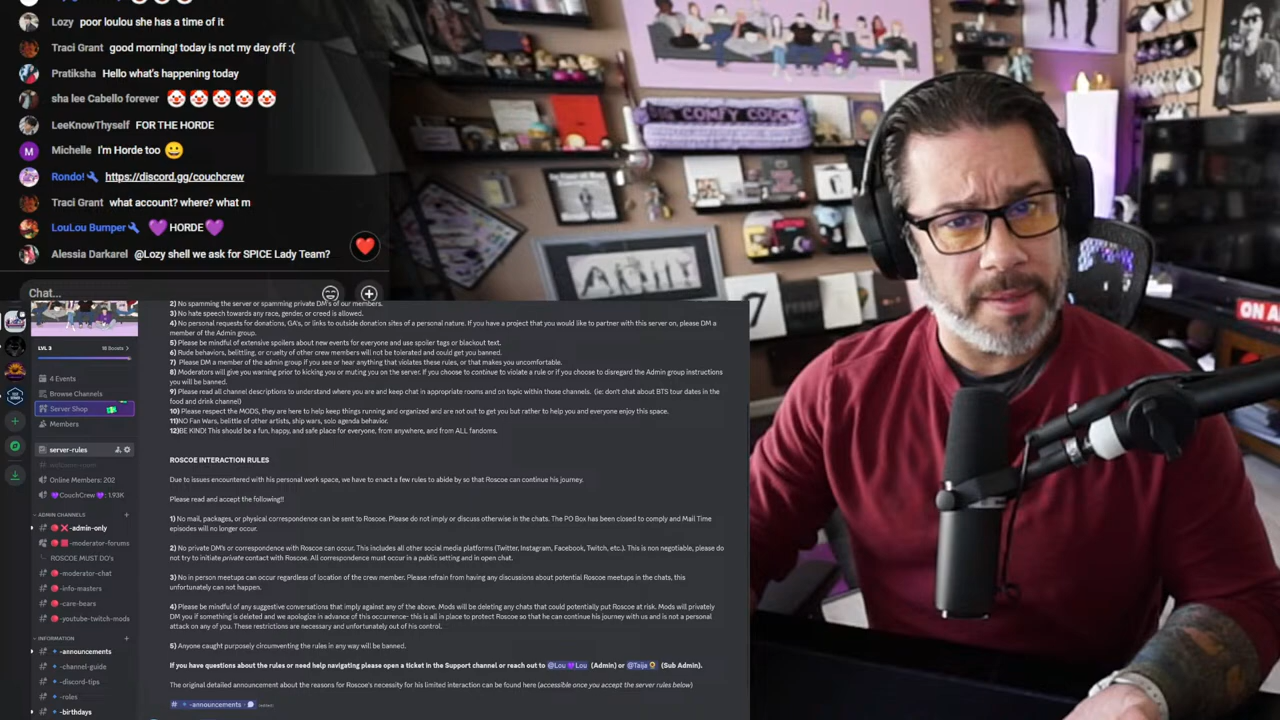 Lozy poor loulou she has a time of it
Traci Grant good morning! today is not my day off :(
Pratiksha Hello what's happening today
sha lee Cabello forever 🤡🤡🤡🤡🤡
LeeKnowThyself FOR THE HORDE
M Michelle I'm Horde too 😀
Rondo! https://discord.gg/couchcrew
Traci Grant what account? where? what m
LouLou Bumper 💜HORDE💜
Alessia Darkarel @Lozy shell we ask for SPICE Lady Team?
Chat...
BIG COMFY COUCH
ON A
LVL 3
18 Boosts
4 Events
Browse Channels
Server Shop
Members
server-rules
Online Members: 202
💜CouchCrew💜: 1.93K
ADMIN CHANNELS
-admin-only
-moderator-forums
ROSCOE MUST DO's
-moderator-chat
-info-masters
-care-bears
-youtube-twitch-mods
INFORMATION
-announcements
-channel-guide
-discord-tips
-roles
-birthdays
2) No spamming the server or spamming private DM's of our members.
3) No hate speech towards any race, gender, or creed is allowed.
4) No personal requests for donations, GA's, or links to outside donation sites of a personal nature. If you have a project that you would like to partner with this server on, please DM a
member of the Admin group.
5) Please be mindful of extensive spoilers about new events for everyone and use spoiler tags or blackout text.
6) Rude behaviors, belittling, or cruelty of other crew members will not be tolerated and could get you banned.
7) Please DM a member of the admin group if you see or hear anything that violates these rules, or that makes you uncomfortable.
8) Moderators will give you warning prior to kicking you or muting you on the server. If you choose to continue to violate a rule or if you choose to disregard the Admin group instructions
you will be banned.
9) Please read all channel descriptions to understand where you are and keep chat in appropriate rooms and on topic within those channels. (ie: don't chat about BTS tour dates in the
food and drink channel)
10) Please respect the MODS, they are here to help keep things running and organized and are not out to get you but rather to help you and everyone enjoy this space.
11)NO Fan Wars, belittle of other artists, ship wars, solo agenda behavior.
12)BE KIND! This should be a fun, happy, and safe place for everyone, from anywhere, and from ALL fandoms.
ROSCOE INTERACTION RULES
Due to issues encountered with his personal work space, we have to enact a few rules to abide by so that Roscoe can continue his journey.
Please read and accept the following!!
1) No mail, packages, or physical correspondence can be sent to Roscoe. Please do not imply or discuss otherwise in the chats. The PO Box has been closed to comply and Mail Time
episodes will no longer occur.
2) No private DM's or correspondence with Roscoe can occur. This includes all other social media platforms (Twitter, Instagram, Facebook, Twitch, etc.). This is non negotiable, please do
not try to initiate private contact with Roscoe. All correspondence must occur in a public setting and in open chat.
3) No in person meetups can occur regardless of location of the crew member. Please refrain from having any discussions about potential Roscoe meetups in the chats, this
unfortunately can not happen.
4) Please be mindful of any suggestive conversations that imply against any of the above. Mods will be deleting any chats that could potentially put Roscoe at risk. Mods will privately
DM you if something is deleted and we apologize in advance of this occurrence- this is all in place to protect Roscoe so that he can continue his journey with us and is not a personal
attack on any of you. These restrictions are necessary and unfortunately out of his control.
5) Anyone caught purposely circumventing the rules in any way will be banned.
If you have questions about the rules or need help navigating please open a ticket in the Support channel or reach out to @Lou💜Lou (Admin) or @Taija (Sub Admin).
The original detailed announcement about the reasons for Roscoe's necessity for his limited interaction can be found here (accessible once you accept the server rules below)
# -announcements (edited)